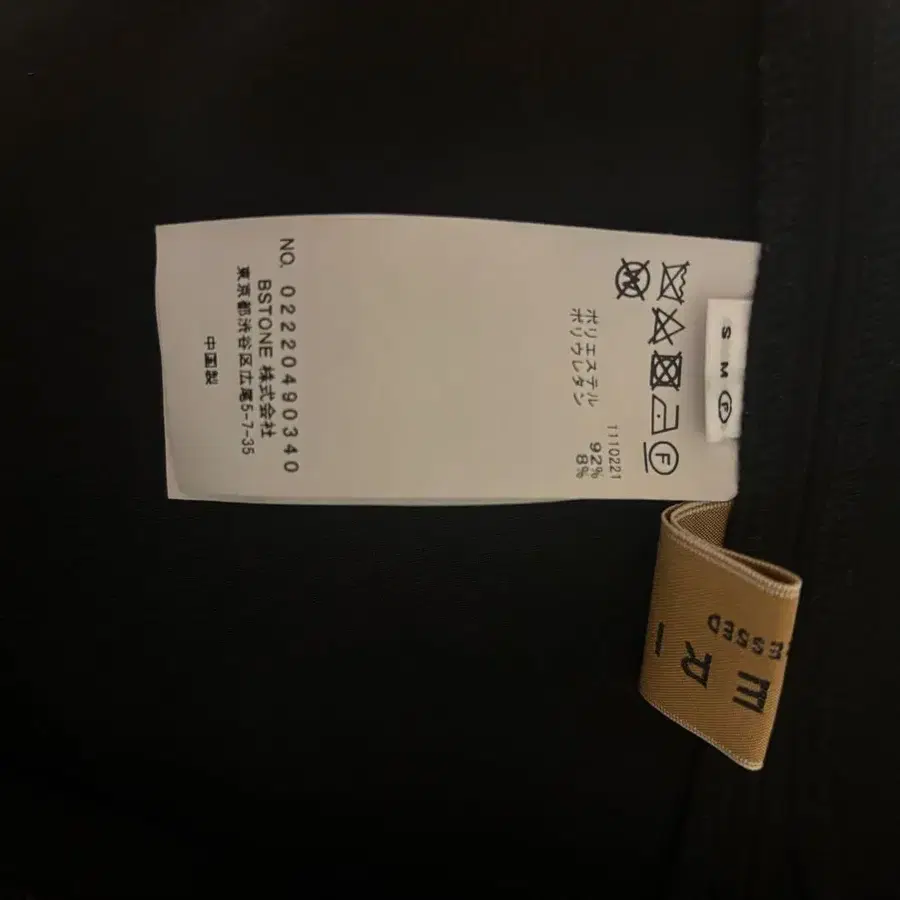 S M F
F
W
1110221
ポリエステル 92%
ポリウレタン 8%
NO. 02220490340
BSTONE 株式会社
東京都渋谷区広尾5-7-35
中国製